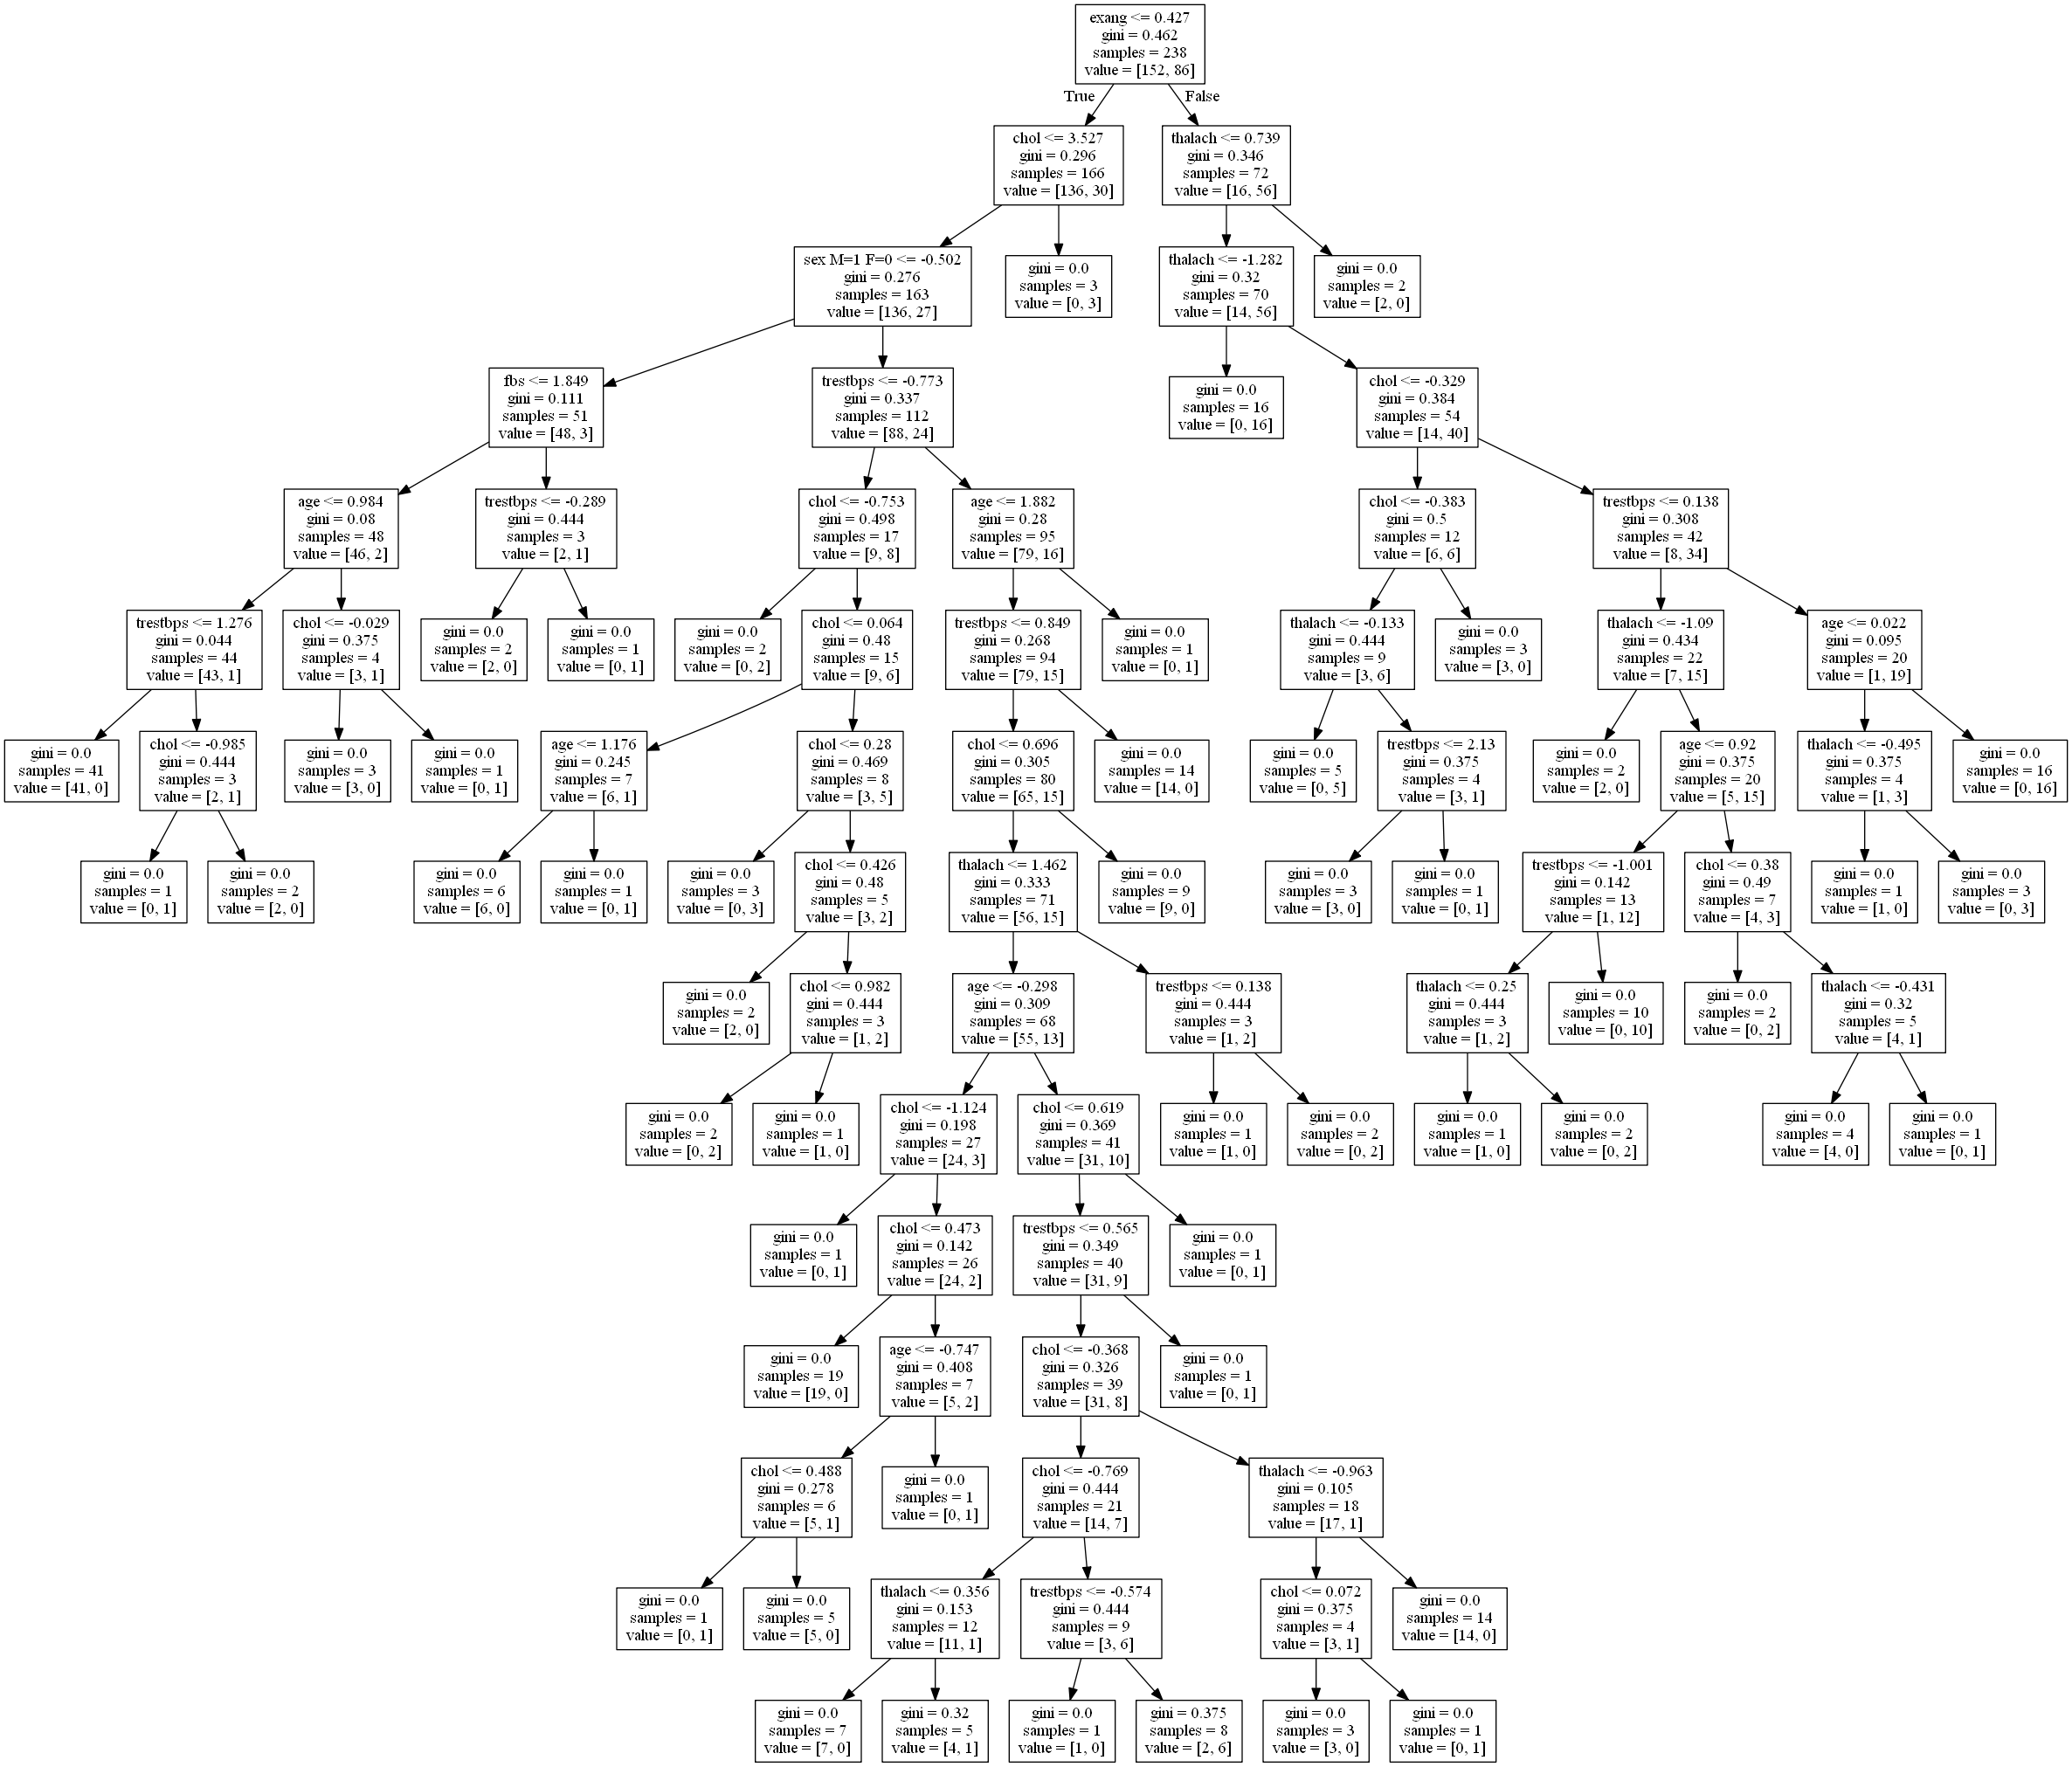 exang <= 0.427
gini = 0.462
samples = 238
value = [152, 86]
True
False
chol <= 3.527
gini = 0.296
samples = 166
value = [136, 30]
thalach <= 0.739
gini = 0.346
samples = 72
value = [16, 56]
sex M=1 F=0 <= -0.502
gini = 0.276
samples = 163
value = [136, 27]
gini = 0.0
samples = 3
value = [0, 3]
thalach <= -1.282
gini = 0.32
samples = 70
value = [14, 56]
gini = 0.0
samples = 2
value = [2, 0]
fbs <= 1.849
gini = 0.111
samples = 51
value = [48, 3]
trestbps <= -0.773
gini = 0.337
samples = 112
value = [88, 24]
gini = 0.0
samples = 16
value = [0, 16]
chol <= -0.329
gini = 0.384
samples = 54
value = [14, 40]
age <= 0.984
gini = 0.08
samples = 48
value = [46, 2]
trestbps <= -0.289
gini = 0.444
samples = 3
value = [2, 1]
chol <= -0.753
gini = 0.498
samples = 17
value = [9, 8]
age <= 1.882
gini = 0.28
samples = 95
value = [79, 16]
chol <= -0.383
gini = 0.5
samples = 12
value = [6, 6]
trestbps <= 0.138
gini = 0.308
samples = 42
value = [8, 34]
trestbps <= 1.276
gini = 0.044
samples = 44
value = [43, 1]
chol <= -0.029
gini = 0.375
samples = 4
value = [3, 1]
gini = 0.0
samples = 2
value = [2, 0]
gini = 0.0
samples = 1
value = [0, 1]
gini = 0.0
samples = 2
value = [0, 2]
chol <= 0.064
gini = 0.48
samples = 15
value = [9, 6]
trestbps <= 0.849
gini = 0.268
samples = 94
value = [79, 15]
gini = 0.0
samples = 1
value = [0, 1]
thalach <= -0.133
gini = 0.444
samples = 9
value = [3, 6]
gini = 0.0
samples = 3
value = [3, 0]
thalach <= -1.09
gini = 0.434
samples = 22
value = [7, 15]
age <= 0.022
gini = 0.095
samples = 20
value = [1, 19]
gini = 0.0
samples = 41
value = [41, 0]
chol <= -0.985
gini = 0.444
samples = 3
value = [2, 1]
gini = 0.0
samples = 3
value = [3, 0]
gini = 0.0
samples = 1
value = [0, 1]
age <= 1.176
gini = 0.245
samples = 7
value = [6, 1]
chol <= 0.28
gini = 0.469
samples = 8
value = [3, 5]
chol <= 0.696
gini = 0.305
samples = 80
value = [65, 15]
gini = 0.0
samples = 14
value = [14, 0]
gini = 0.0
samples = 5
value = [0, 5]
trestbps <= 2.13
gini = 0.375
samples = 4
value = [3, 1]
gini = 0.0
samples = 2
value = [2, 0]
age <= 0.92
gini = 0.375
samples = 20
value = [5, 15]
thalach <= -0.495
gini = 0.375
samples = 4
value = [1, 3]
gini = 0.0
samples = 16
value = [0, 16]
gini = 0.0
samples = 1
value = [0, 1]
gini = 0.0
samples = 2
value = [2, 0]
gini = 0.0
samples = 6
value = [6, 0]
gini = 0.0
samples = 1
value = [0, 1]
gini = 0.0
samples = 3
value = [0, 3]
chol <= 0.426
gini = 0.48
samples = 5
value = [3, 2]
thalach <= 1.462
gini = 0.333
samples = 71
value = [56, 15]
gini = 0.0
samples = 9
value = [9, 0]
gini = 0.0
samples = 3
value = [3, 0]
gini = 0.0
samples = 1
value = [0, 1]
trestbps <= -1.001
gini = 0.142
samples = 13
value = [1, 12]
chol <= 0.38
gini = 0.49
samples = 7
value = [4, 3]
gini = 0.0
samples = 1
value = [1, 0]
gini = 0.0
samples = 3
value = [0, 3]
gini = 0.0
samples = 2
value = [2, 0]
chol <= 0.982
gini = 0.444
samples = 3
value = [1, 2]
age <= -0.298
gini = 0.309
samples = 68
value = [55, 13]
trestbps <= 0.138
gini = 0.444
samples = 3
value = [1, 2]
thalach <= 0.25
gini = 0.444
samples = 3
value = [1, 2]
gini = 0.0
samples = 10
value = [0, 10]
gini = 0.0
samples = 2
value = [0, 2]
thalach <= -0.431
gini = 0.32
samples = 5
value = [4, 1]
gini = 0.0
samples = 2
value = [0, 2]
gini = 0.0
samples = 1
value = [1, 0]
chol <= -1.124
gini = 0.198
samples = 27
value = [24, 3]
chol <= 0.619
gini = 0.369
samples = 41
value = [31, 10]
gini = 0.0
samples = 1
value = [1, 0]
gini = 0.0
samples = 2
value = [0, 2]
gini = 0.0
samples = 1
value = [1, 0]
gini = 0.0
samples = 2
value = [0, 2]
gini = 0.0
samples = 4
value = [4, 0]
gini = 0.0
samples = 1
value = [0, 1]
gini = 0.0
samples = 1
value = [0, 1]
chol <= 0.473
gini = 0.142
samples = 26
value = [24, 2]
trestbps <= 0.565
gini = 0.349
samples = 40
value = [31, 9]
gini = 0.0
samples = 1
value = [0, 1]
gini = 0.0
samples = 19
value = [19, 0]
age <= -0.747
gini = 0.408
samples = 7
value = [5, 2]
chol <= -0.368
gini = 0.326
samples = 39
value = [31, 8]
gini = 0.0
samples = 1
value = [0, 1]
chol <= 0.488
gini = 0.278
samples = 6
value = [5, 1]
gini = 0.0
samples = 1
value = [0, 1]
chol <= -0.769
gini = 0.444
samples = 21
value = [14, 7]
thalach <= -0.963
gini = 0.105
samples = 18
value = [17, 1]
gini = 0.0
samples = 1
value = [0, 1]
gini = 0.0
samples = 5
value = [5, 0]
thalach <= 0.356
gini = 0.153
samples = 12
value = [11, 1]
trestbps <= -0.574
gini = 0.444
samples = 9
value = [3, 6]
chol <= 0.072
gini = 0.375
samples = 4
value = [3, 1]
gini = 0.0
samples = 14
value = [14, 0]
gini = 0.0
samples = 7
value = [7, 0]
gini = 0.32
samples = 5
value = [4, 1]
gini = 0.0
samples = 1
value = [1, 0]
gini = 0.375
samples = 8
value = [2, 6]
gini = 0.0
samples = 3
value = [3, 0]
gini = 0.0
samples = 1
value = [0, 1]